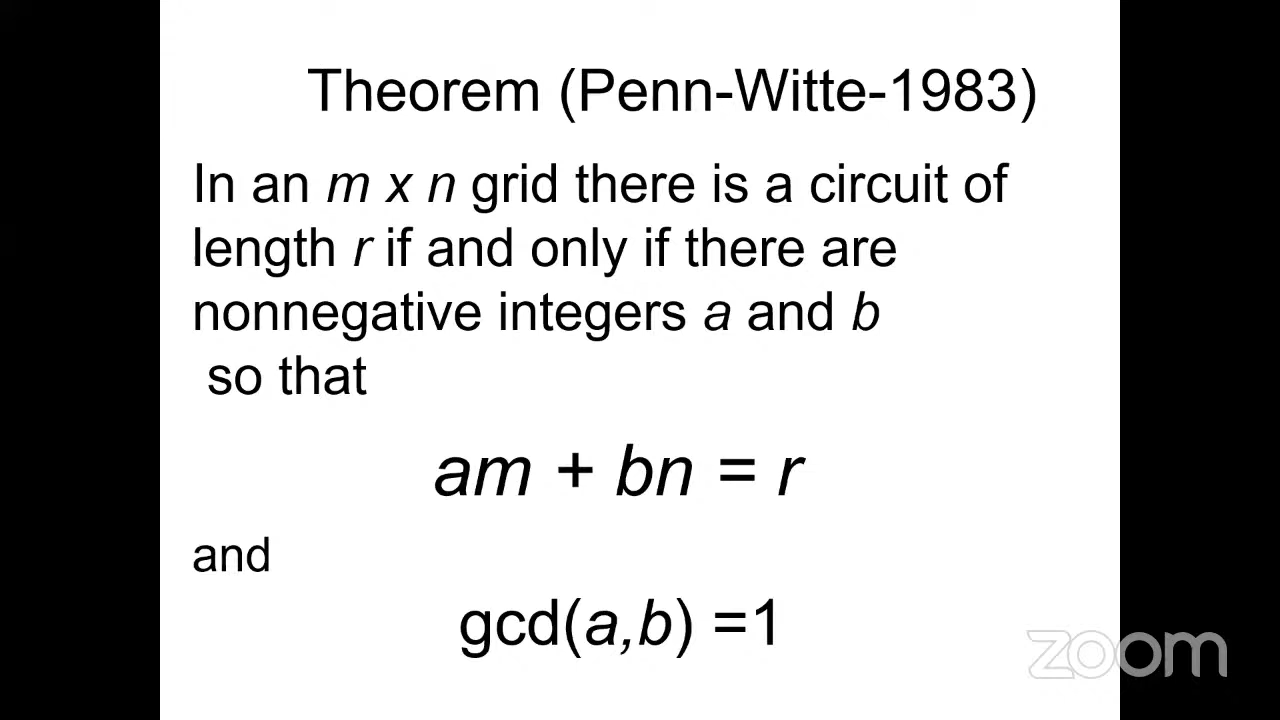 Theorem (Penn-Witte-1983)
In an m x n grid there is a circuit of
length r if and only if there are
nonnegative integers a and b
so that
am + bn = r
and
gcd(a,b) =1
zoom